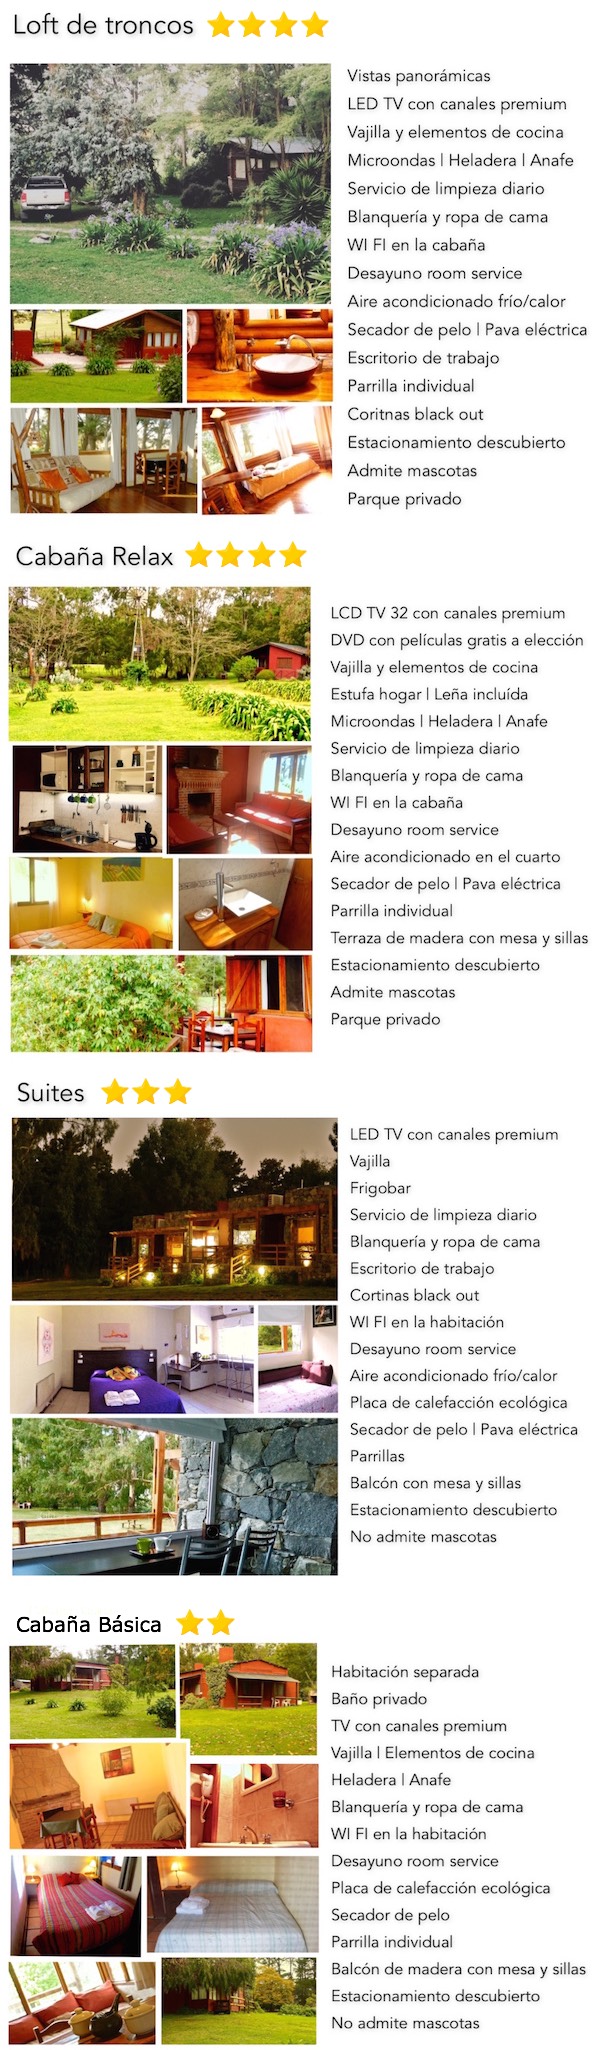 Loft de troncos
Vistas panorámicas
LED TV con canales premium
Vajilla y elementos de cocina
Microondas | Heladera | Anafe
Servicio de limpieza diario
Blanquería y ropa de cama
WI FI en la cabaña
Desayuno room service
Aire acondicionado frío/calor
Secador de pelo | Pava eléctrica
Escritorio de trabajo
Parrilla individual
Coritnas black out
Estacionamiento descubierto
Admite mascotas
Parque privado
Cabaña Relax
LCD TV 32 con canales premium
DVD con películas gratis a elección
Vajilla y elementos de cocina
Estufa hogar | Leña incluída
Microondas | Heladera | Anafe
Servicio de limpieza diario
Blanquería y ropa de cama
WI FI en la cabaña
Desayuno room service
Aire acondicionado en el cuarto
Secador de pelo | Pava eléctrica
Parrilla individual
Terraza de madera con mesa y sillas
Estacionamiento descubierto
Admite mascotas
Parque privado
Suites
LED TV con canales premium
Vajilla
Frigobar
Servicio de limpieza diario
Blanquería y ropa de cama
Escritorio de trabajo
Cortinas black out
WI FI en la habitación
Desayuno room service
Aire acondicionado frío/calor
Placa de calefacción ecológica
Secador de pelo | Pava eléctrica
Parrillas
Balcón con mesa y sillas
Estacionamiento descubierto
No admite mascotas
Cabaña Básica
Habitación separada
Baño privado
TV con canales premium
Vajilla | Elementos de cocina
Heladera | Anafe
Blanquería y ropa de cama
WI FI en la habitación
Desayuno room service
Placa de calefacción ecológica
Secador de pelo
Parrilla individual
Balcón de madera con mesa y sillas
Estacionamiento descubierto
No admite mascotas